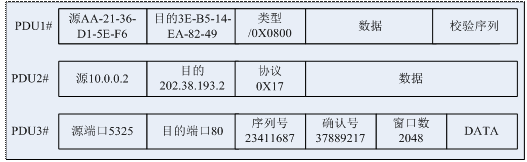 PDU1#
源AA-21-36-
D1-5E-F6
目的3E-B5-14-
EA-82-49
类型
/0X0800
数据
校验序列
PDU2#
源10.0.0.2
目的
202.38.193.2
协议
0X17
数据
PDU3#
源端口5325
目的端口80
序列号
23411687
确认号
37889217
窗口数
2048
DATA